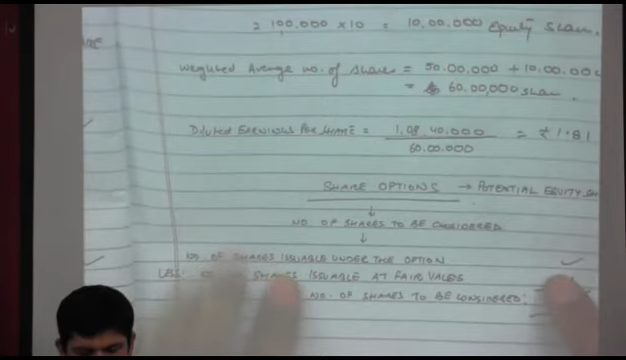 = 100,000 × 10 = 10,00,000 Equity Shares.
Weighted Average no. of Shares = 50,00,000 + 10,00,000
= 60,00,000 Shares.
DILUTED EARNINGS PER SHARE = 1,08,40,000 / 60,00,000 = ₹ 1.81
SHARE OPTIONS → POTENTIAL EQUITY SH
↓
NO OF SHARES TO BE CONSIDERED
↓
NO. OF SHARES ISSUABLE UNDER THE OPTION
LESS: SHARES ISSUABLE AT FAIR VALUE
NO. OF SHARES TO BE CONSIDERED